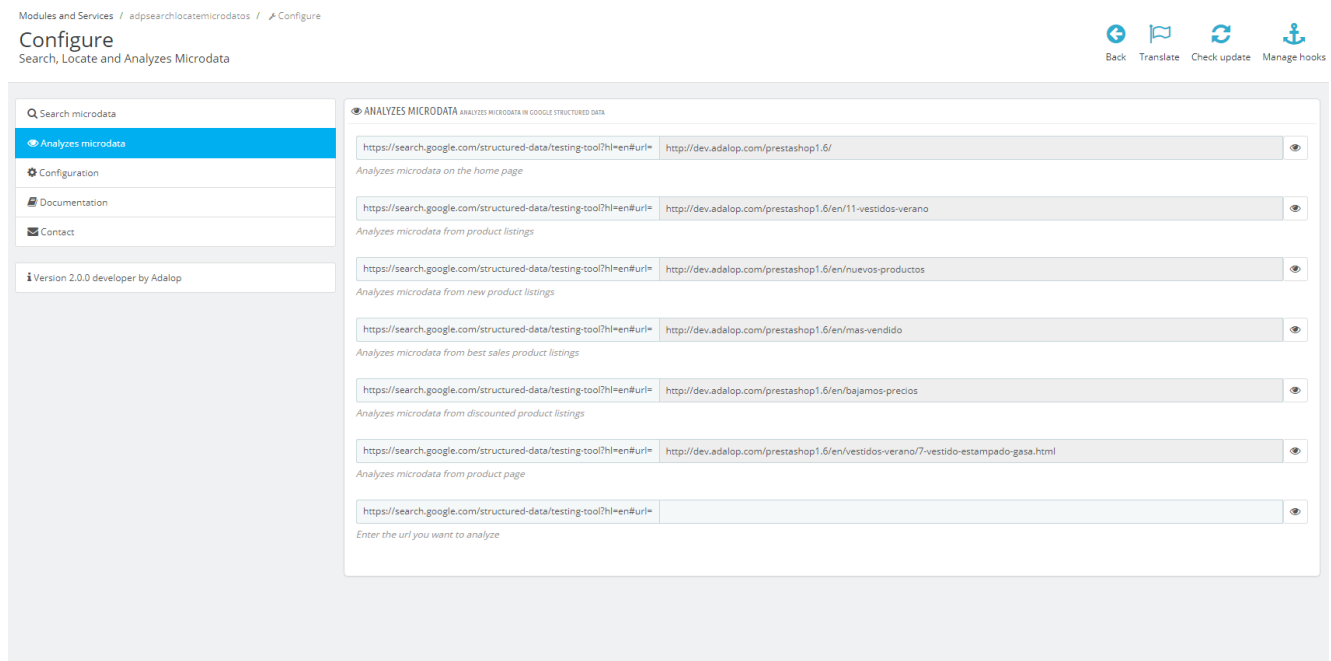 Modules and Services / adpsearchlocatemicrodatos / Configure
Configure
Search, Locate and Analyzes Microdata
Back Translate Check update Manage hooks
Search microdata
Analyzes microdata
Configuration
Documentation
Contact
Version 2.0.0 developer by Adalop
ANALYZES MICRODATA ANALYZES MICRODATA IN GOOGLE STRUCTURED DATA
https://search.google.com/structured-data/testing-tool?hl=en#url= http://dev.adalop.com/prestashop1.6/
Analyzes microdata on the home page
https://search.google.com/structured-data/testing-tool?hl=en#url= http://dev.adalop.com/prestashop1.6/en/11-vestidos-verano
Analyzes microdata from product listings
https://search.google.com/structured-data/testing-tool?hl=en#url= http://dev.adalop.com/prestashop1.6/en/nuevos-productos
Analyzes microdata from new product listings
https://search.google.com/structured-data/testing-tool?hl=en#url= http://dev.adalop.com/prestashop1.6/en/mas-vendido
Analyzes microdata from best sales product listings
https://search.google.com/structured-data/testing-tool?hl=en#url= http://dev.adalop.com/prestashop1.6/en/bajamos-precios
Analyzes microdata from discounted product listings
https://search.google.com/structured-data/testing-tool?hl=en#url= http://dev.adalop.com/prestashop1.6/en/vestidos-verano/7-vestido-estampado-gasa.html
Analyzes microdata from product page
https://search.google.com/structured-data/testing-tool?hl=en#url=
Enter the url you want to analyze